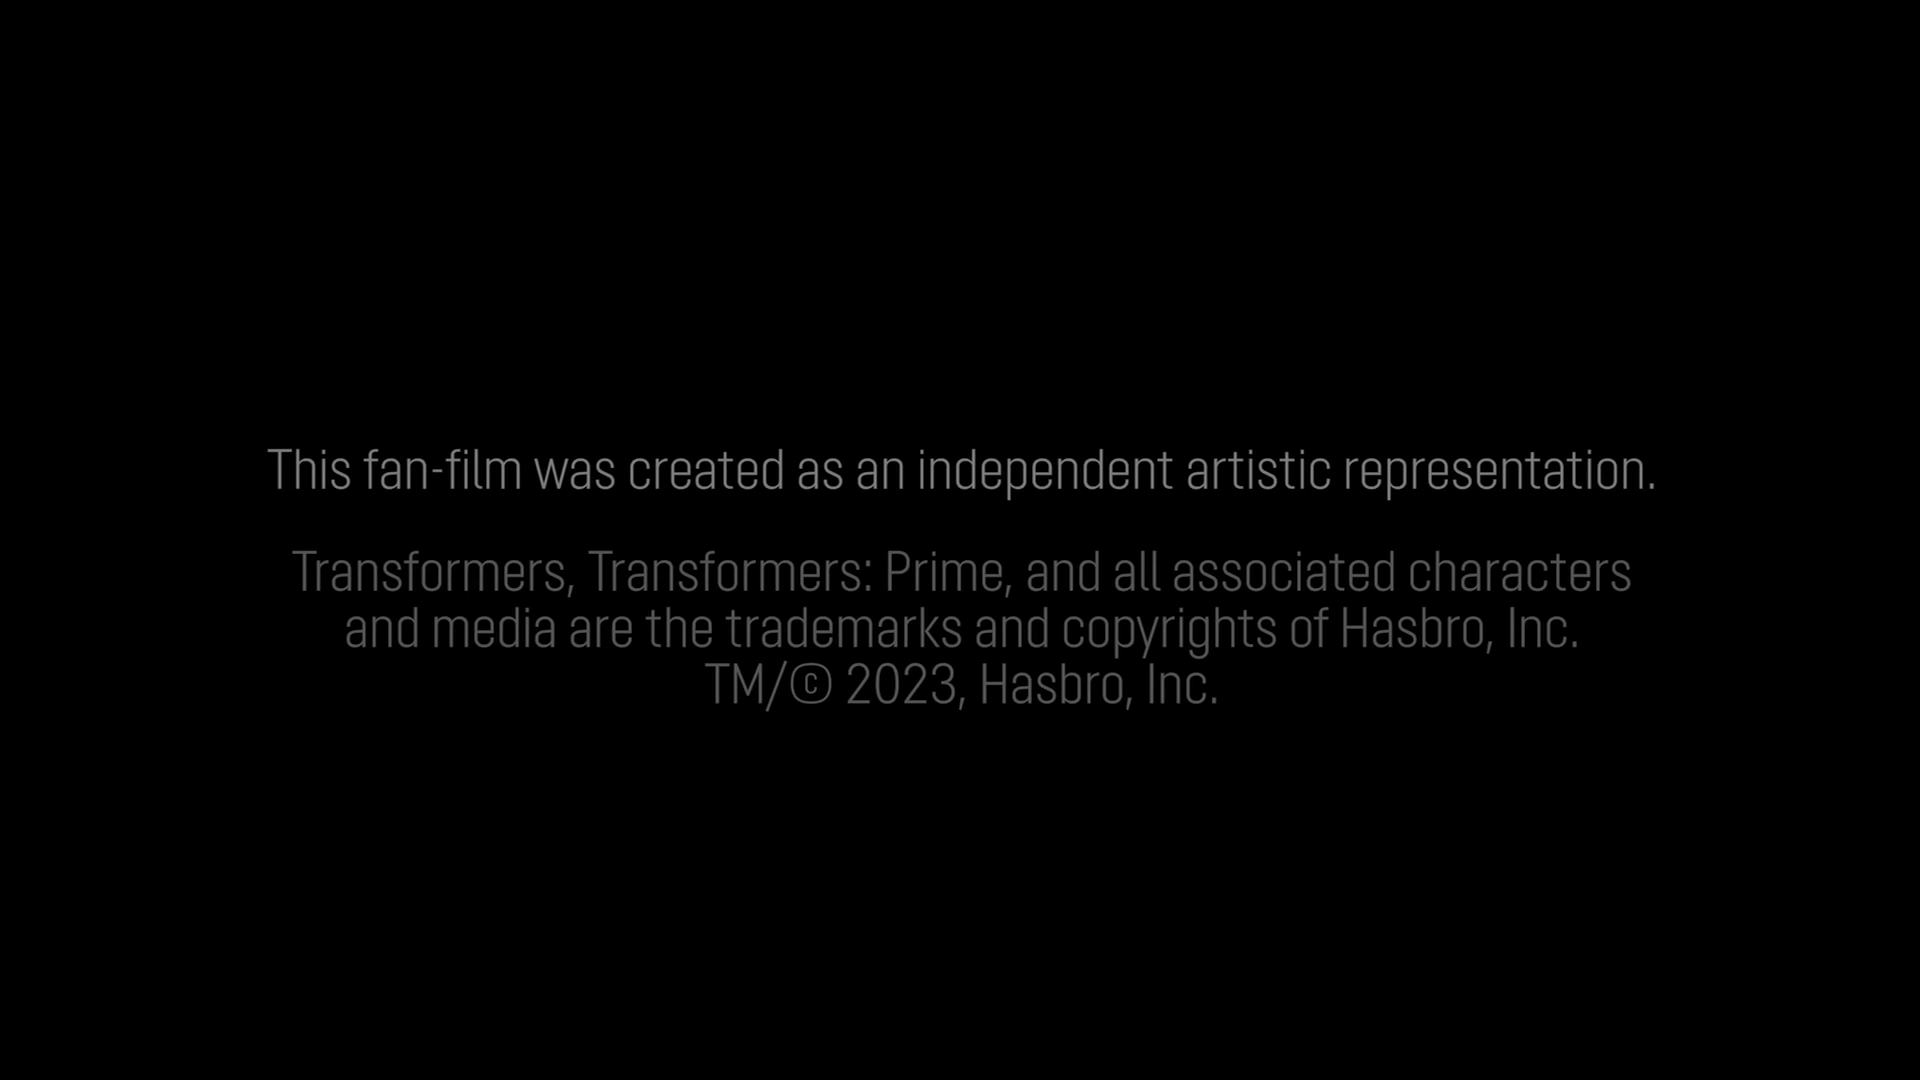 This fan-film was created as an independent artistic representation.
Transformers, Transformers: Prime, and all associated characters
and media are the trademarks and copyrights of Hasbro, Inc.
TM/© 2023, Hasbro, Inc.